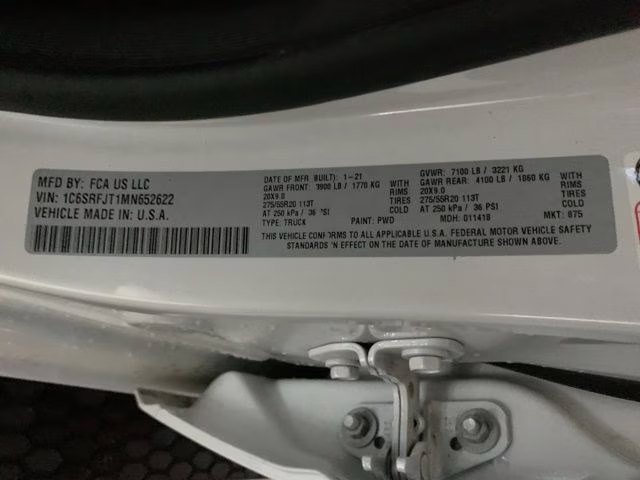 MFD BY: FCA US LLC
VIN: 1C6SRFJT1MN652622
VEHICLE MADE IN U.S.A.
DATE OF MFR BUILT: 1-21 GVWR: 7100 LB / 3221 KG
GAWR FRONT: 3900 LB / 1770 KG WITH GAWR REAR: 4100 LB / 1860 KG WITH
20X9.0 RIMS 20X9.0 RIMS
275/55R20 113T TIRES 275/55R20 113T TIRES
AT 250 kPa / 36 PSI COLD AT 250 kPa / 36 PSI COLD
TYPE: TRUCK PAINT: PWD MDH: 011418 MKT: 875
THIS VEHICLE CONFORMS TO ALL APPLICABLE U.S.A. FEDERAL MOTOR VEHICLE SAFETY
STANDARDS IN EFFECT ON THE DATE OF MANUFACTURE SHOWN ABOVE.